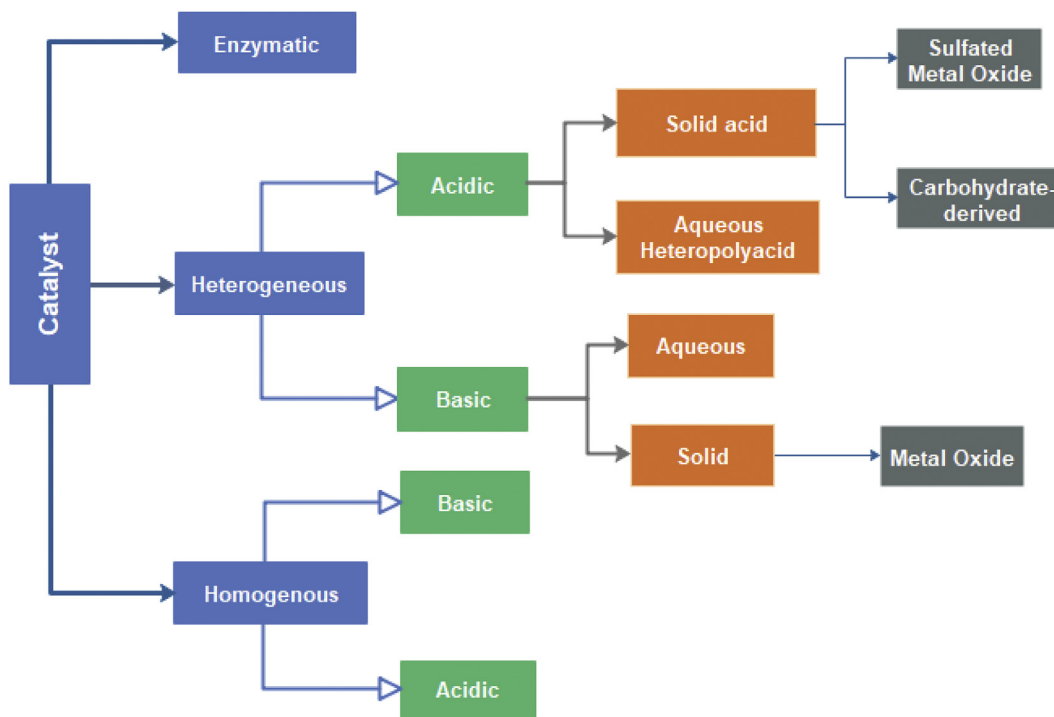 Catalyst
Enzymatic
Heterogeneous
Homogenous
Acidic
Basic
Basic
Acidic
Solid acid
Aqueous
Heteropolyacid
Aqueous
Solid
Sulfated
Metal Oxide
Carbohydrate-
derived
Metal Oxide